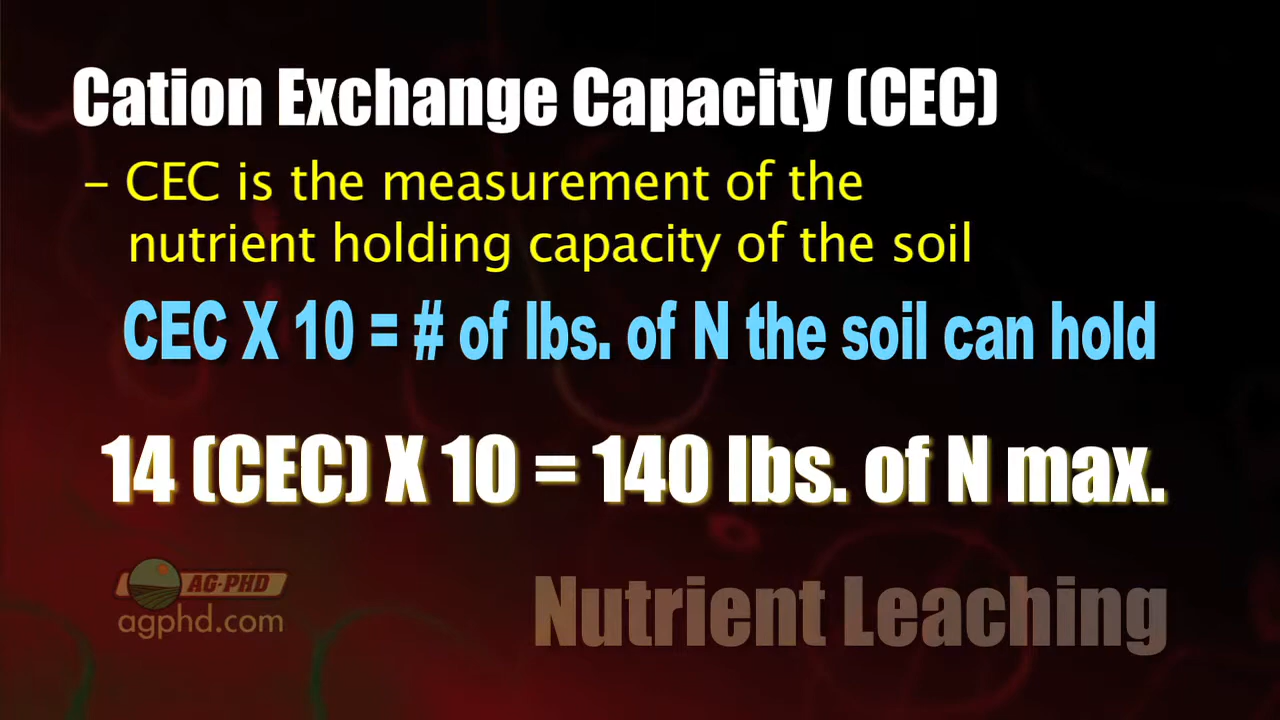 Cation Exchange Capacity (CEC)
– CEC is the measurement of the
nutrient holding capacity of the soil
CEC X 10 = # of lbs. of N the soil can hold
14 (CEC) X 10 = 140 lbs. of N max.
AG·PHD
agphd.com
Nutrient Leaching